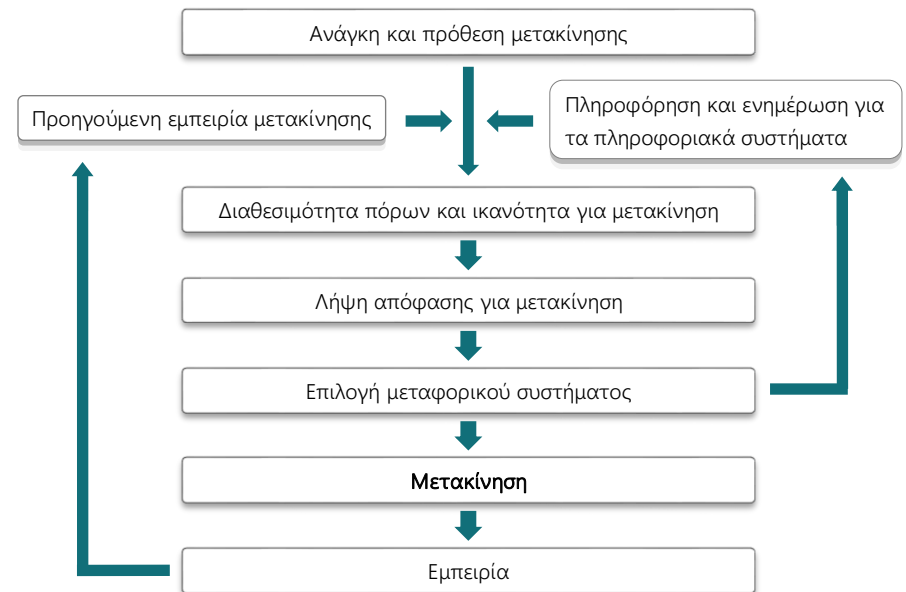 Ανάγκη και πρόθεση μετακίνησης
Προηγούμενη εμπειρία μετακίνησης
Πληροφόρηση και ενημέρωση για
τα πληροφοριακά συστήματα
Διαθεσιμότητα πόρων και ικανότητα για μετακίνηση
Λήψη απόφασης για μετακίνηση
Επιλογή μεταφορικού συστήματος
Μετακίνηση
Εμπειρία